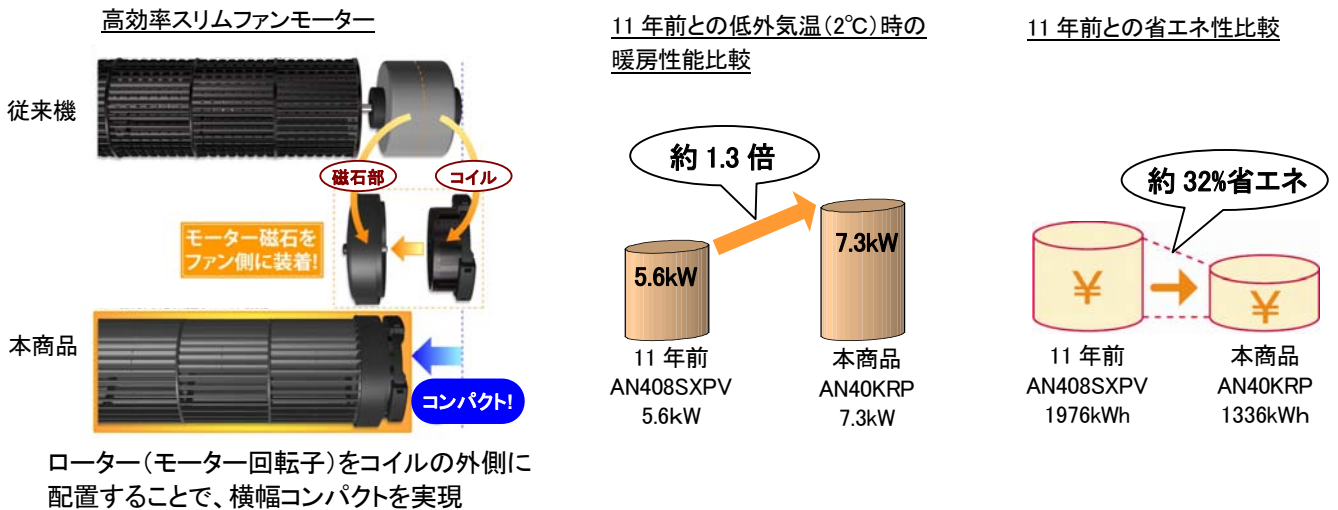 高効率スリムファンモーター
従来機
磁石部
コイル
モーター磁石を
ファン側に装着!
本商品
コンパクト!
ローター(モーター回転子)をコイルの外側に
配置することで、横幅コンパクトを実現
11 年前との低外気温(2℃)時の
暖房性能比較
約 1.3 倍
5.6kW
7.3kW
11 年前
AN408SXPV
5.6kW
本商品
AN40KRP
7.3kW
11 年前との省エネ性比較
約 32%省エネ
¥
¥
11 年前
AN408SXPV
1976kWh
本商品
AN40KRP
1336kWh